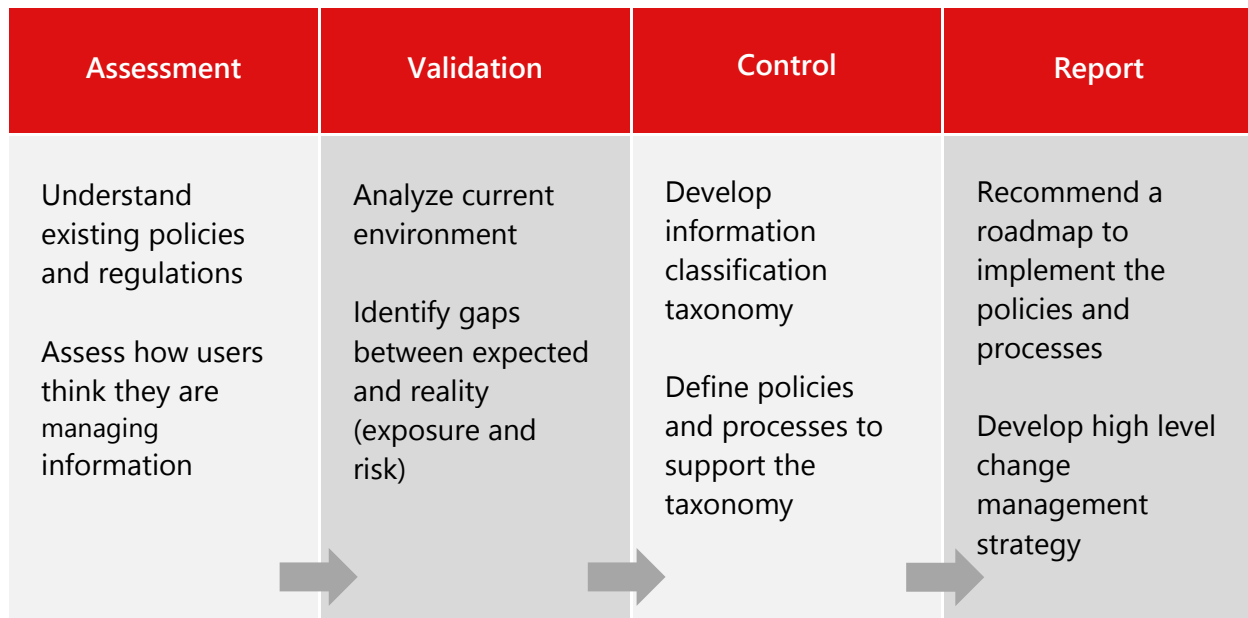 Assessment
Validation
Control
Report
Understand
existing policies
and regulations
Assess how users
think they are
managing
information
Analyze current
environment
Identify gaps
between expected
and reality
(exposure and
risk)
Develop
information
classification
taxonomy
Define policies
and processes to
support the
taxonomy
Recommend a
roadmap to
implement the
policies and
processes
Develop high level
change
management
strategy